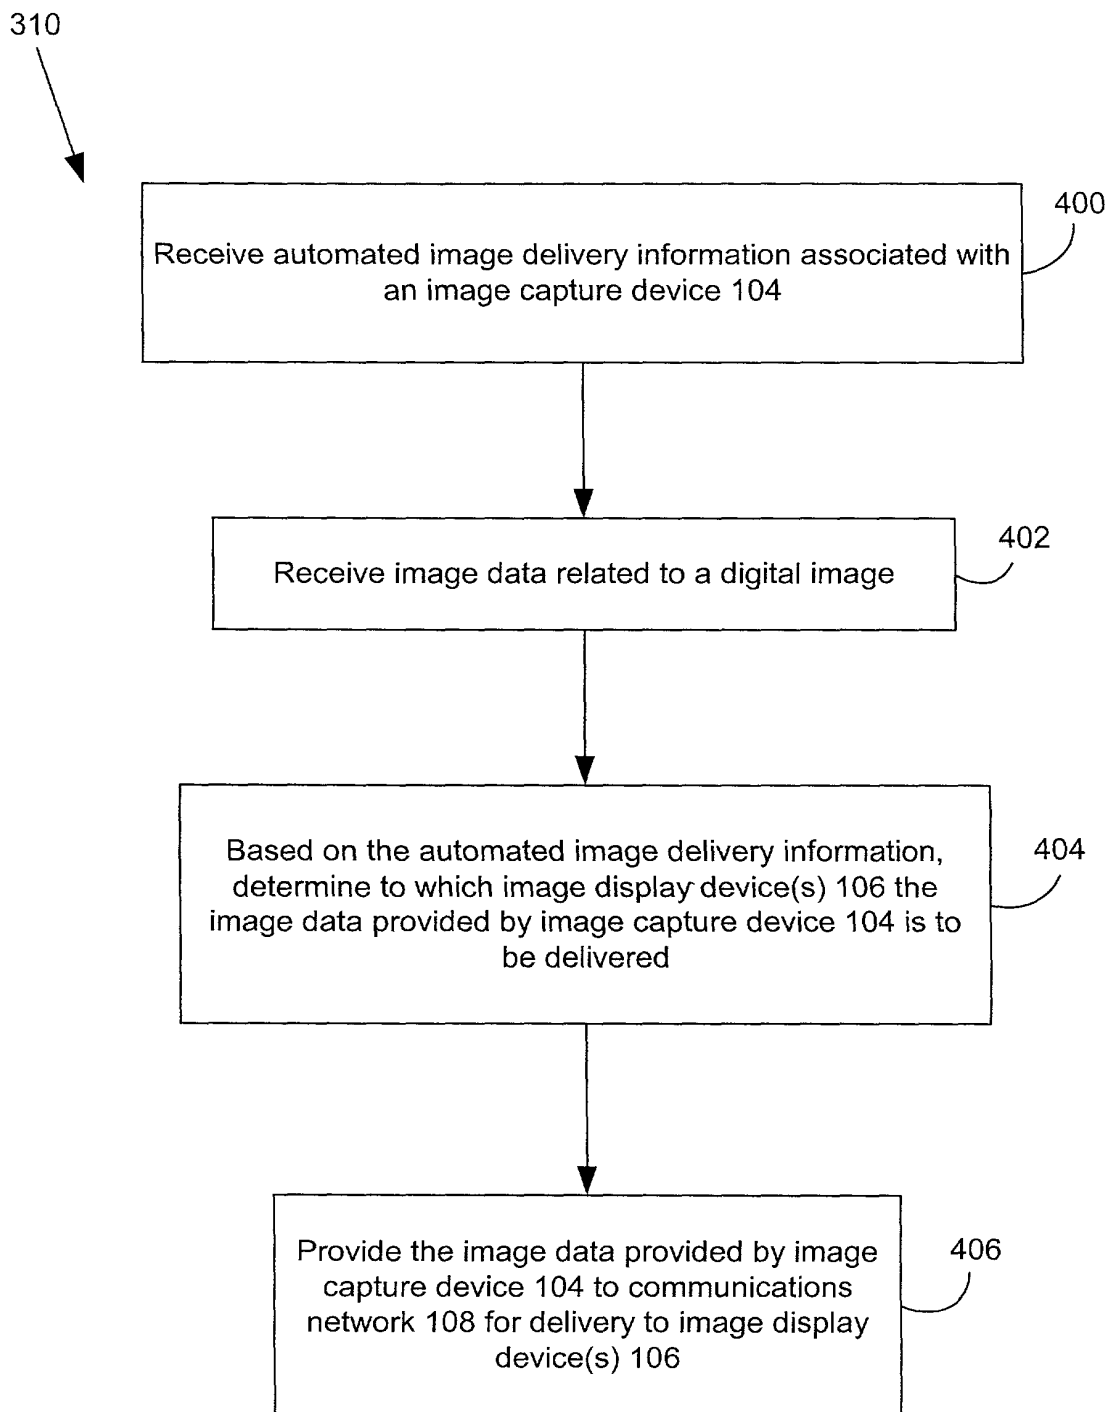 310
400
Receive automated image delivery information associated with
an image capture device 104
402
Receive image data related to a digital image
404
Based on the automated image delivery information,
determine to which image display device(s) 106 the
image data provided by image capture device 104 is to
be delivered
406
Provide the image data provided by image
capture device 104 to communications
network 108 for delivery to image display
device(s) 106